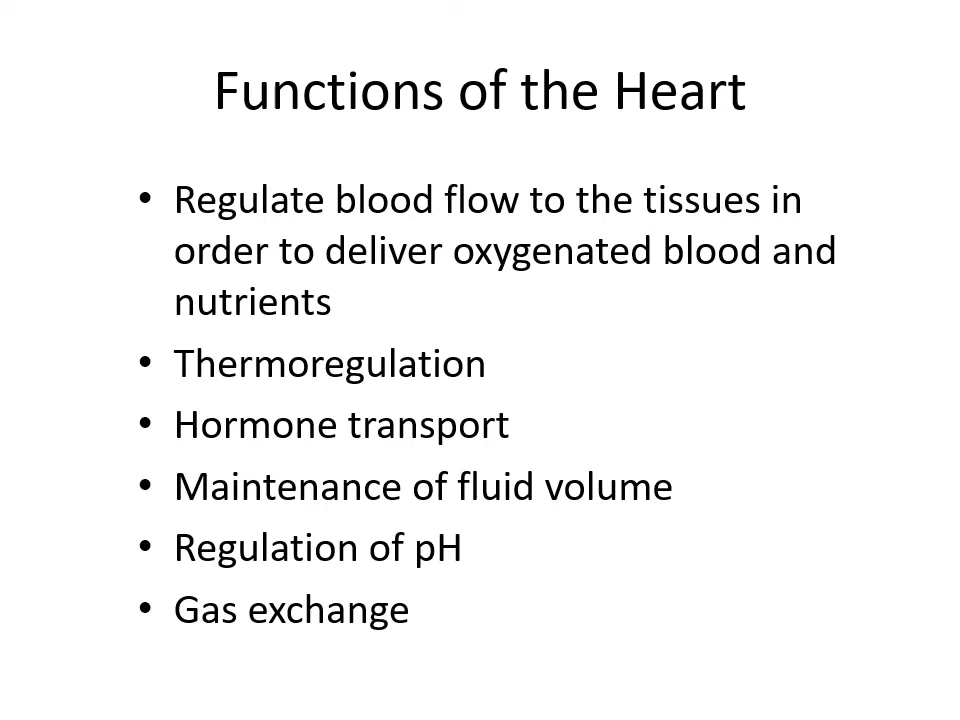 Functions of the Heart
• Regulate blood flow to the tissues in
order to deliver oxygenated blood and
nutrients
• Thermoregulation
• Hormone transport
• Maintenance of fluid volume
• Regulation of pH
• Gas exchange